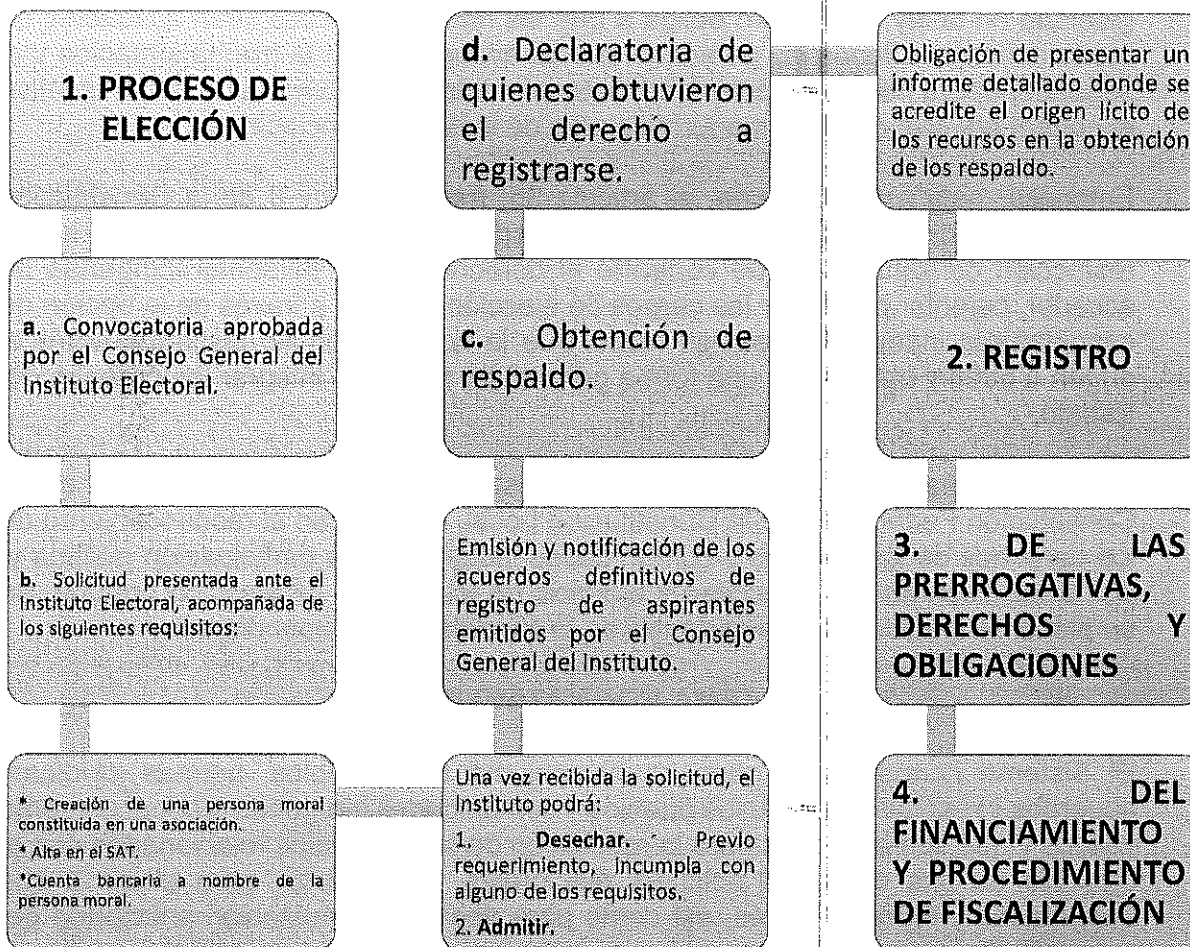 1. PROCESO DE
ELECCIÓN
a. Convocatoria aprobada
por el Consejo General del
Instituto Electoral.
b. Solicitud presentada ante el
Instituto Electoral, acompañada de
los siguientes requisitos:
* Creación de una persona moral
constituida en una asociación.
* Alta en el SAT.
*Cuenta bancaria a nombre de la
persona moral.
Una vez recibida la solicitud, el
Instituto podrá:
1. Desechar. Previo
requerimiento, incumpla con
alguno de los requisitos.
2. Admitir.
Emisión y notificación de los
acuerdos definitivos de
registro de aspirantes
emitidos por el Consejo
General del Instituto.
c. Obtención de
respaldo.
d. Declaratoria de
quienes obtuvieron
el derecho a
registrarse.
Obligación de presentar un
informe detallado donde se
acredite el origen lícito de
los recursos en la obtención
de los respaldo.
2. REGISTRO
3. DE LAS
PRERROGATIVAS,
DERECHOS Y
OBLIGACIONES
4. DEL
FINANCIAMIENTO
Y PROCEDIMIENTO
DE FISCALIZACIÓN